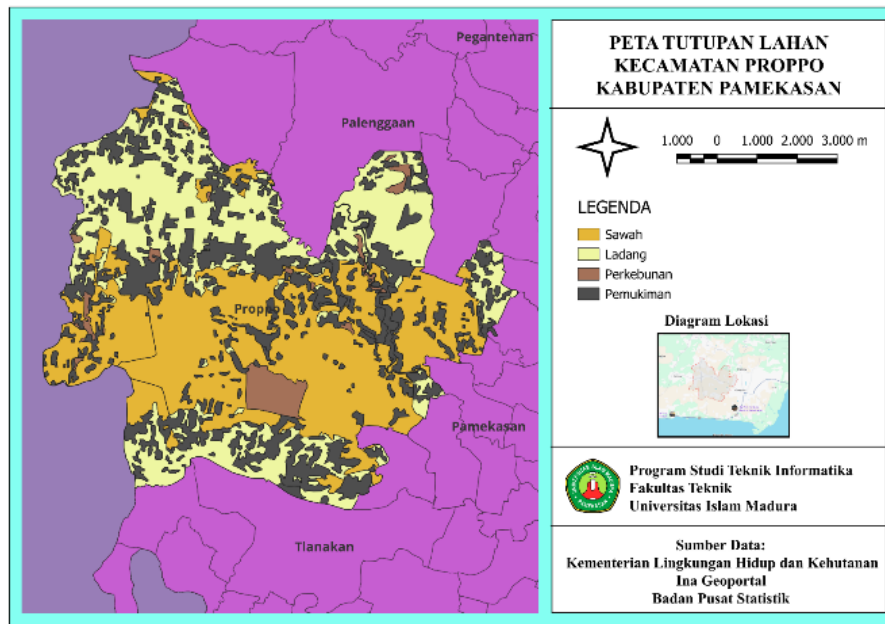 Pegantenan
Palenggaan
Proppo
Pamekasan
Tlanakan
PETA TUTUPAN LAHAN
KECAMATAN PROPPO
KABUPATEN PAMEKASAN
1.000 0 1.000 2.000 3.000 m
LEGENDA
Sawah
Ladang
Perkebunan
Pemukiman
Diagram Lokasi
Program Studi Teknik Informatika
Fakultas Teknik
Universitas Islam Madura
Sumber Data:
Kementerian Lingkungan Hidup dan Kehutanan
Ina Geoportal
Badan Pusat Statistik